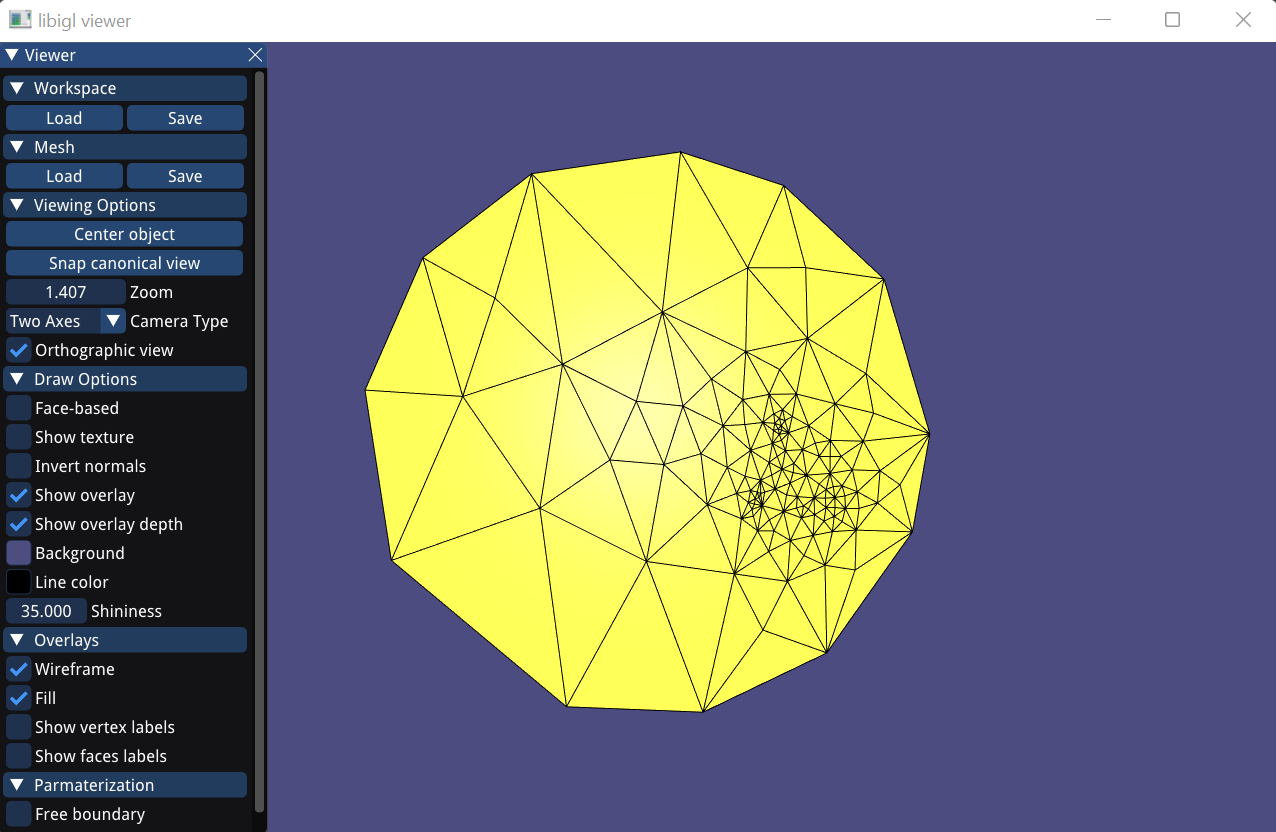 libigl viewer
Viewer
Workspace
Load Save
Mesh
Load Save
Viewing Options
Center object
Snap canonical view
1.407 Zoom
Two Axes Camera Type
Orthographic view
Draw Options
Face-based
Show texture
Invert normals
Show overlay
Show overlay depth
Background
Line color
35.000 Shininess
Overlays
Wireframe
Fill
Show vertex labels
Show faces labels
Parmaterization
Free boundary